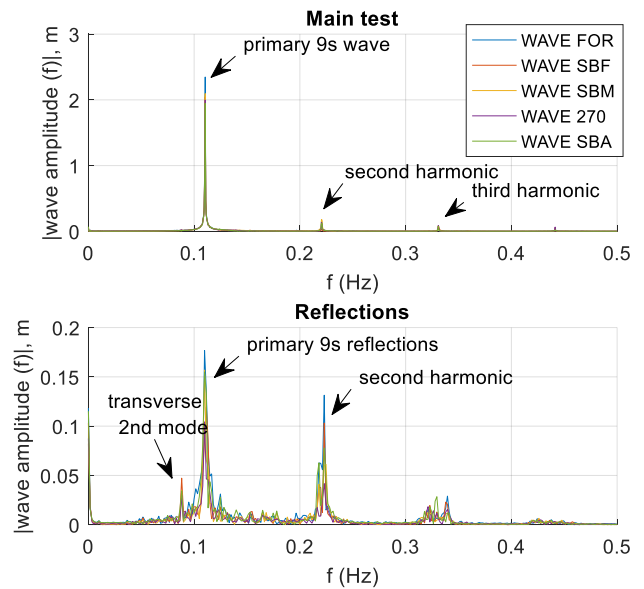 Main test
|wave amplitude (f)|, m
3
2
1
0
primary 9s wave
second harmonic
third harmonic
WAVE FOR
WAVE SBF
WAVE SBM
WAVE 270
WAVE SBA
0 0.1 0.2 0.3 0.4 0.5
f (Hz)
Reflections
|wave amplitude (f)|, m
0.2
0.15
0.1
0.05
0
primary 9s reflections
second harmonic
transverse
2nd mode
0 0.1 0.2 0.3 0.4 0.5
f (Hz)